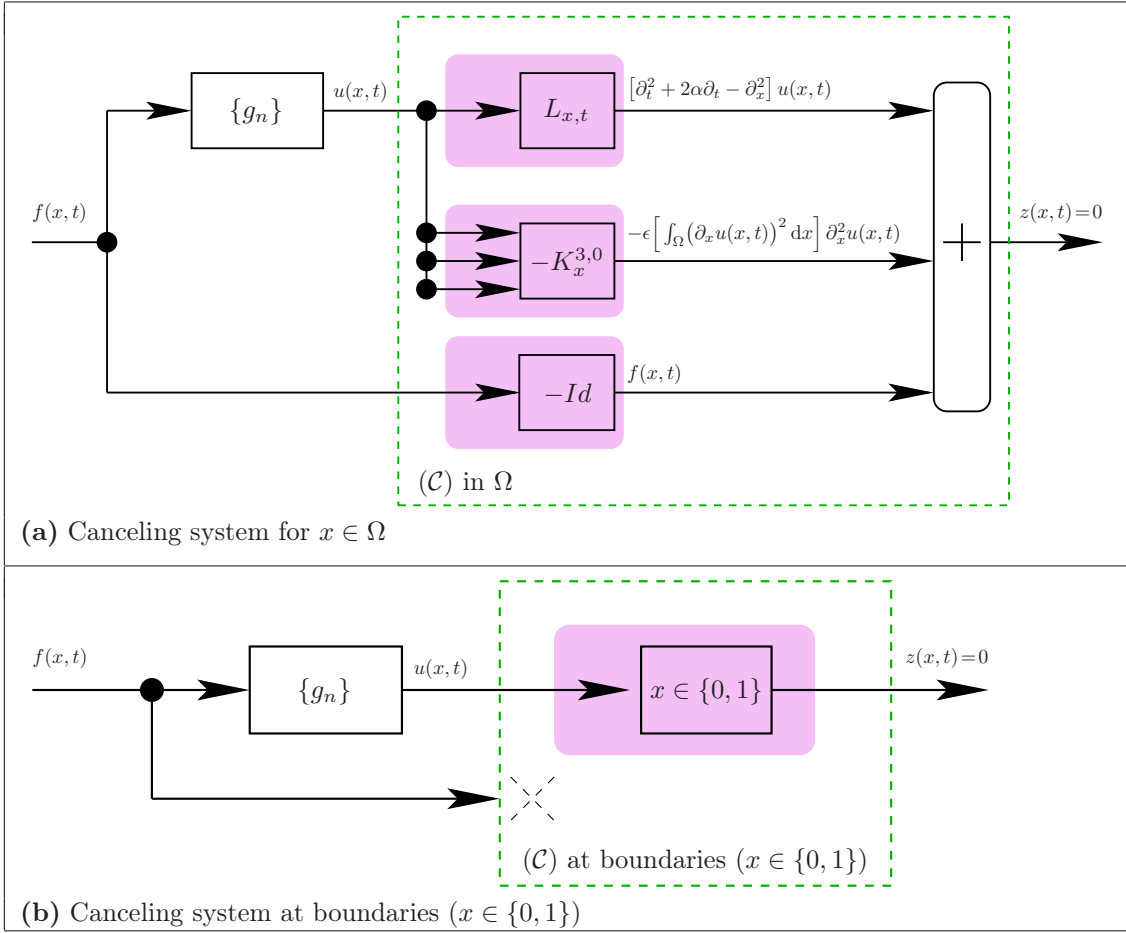 f(x,t)
{g_n}
u(x,t)
L_{x,t}
[∂_t^2 + 2α∂_t − ∂_x^2] u(x,t)
−K_x^{3,0}
−ϵ[∫_Ω(∂_x u(x,t))^2 dx] ∂_x^2 u(x,t)
+
z(x,t)=0
−Id
f(x,t)
(𝒞) in Ω
(a) Canceling system for x ∈ Ω
f(x,t)
{g_n}
u(x,t)
x ∈ {0, 1}
z(x,t)=0
(𝒞) at boundaries (x ∈ {0, 1})
(b) Canceling system at boundaries (x ∈ {0, 1})